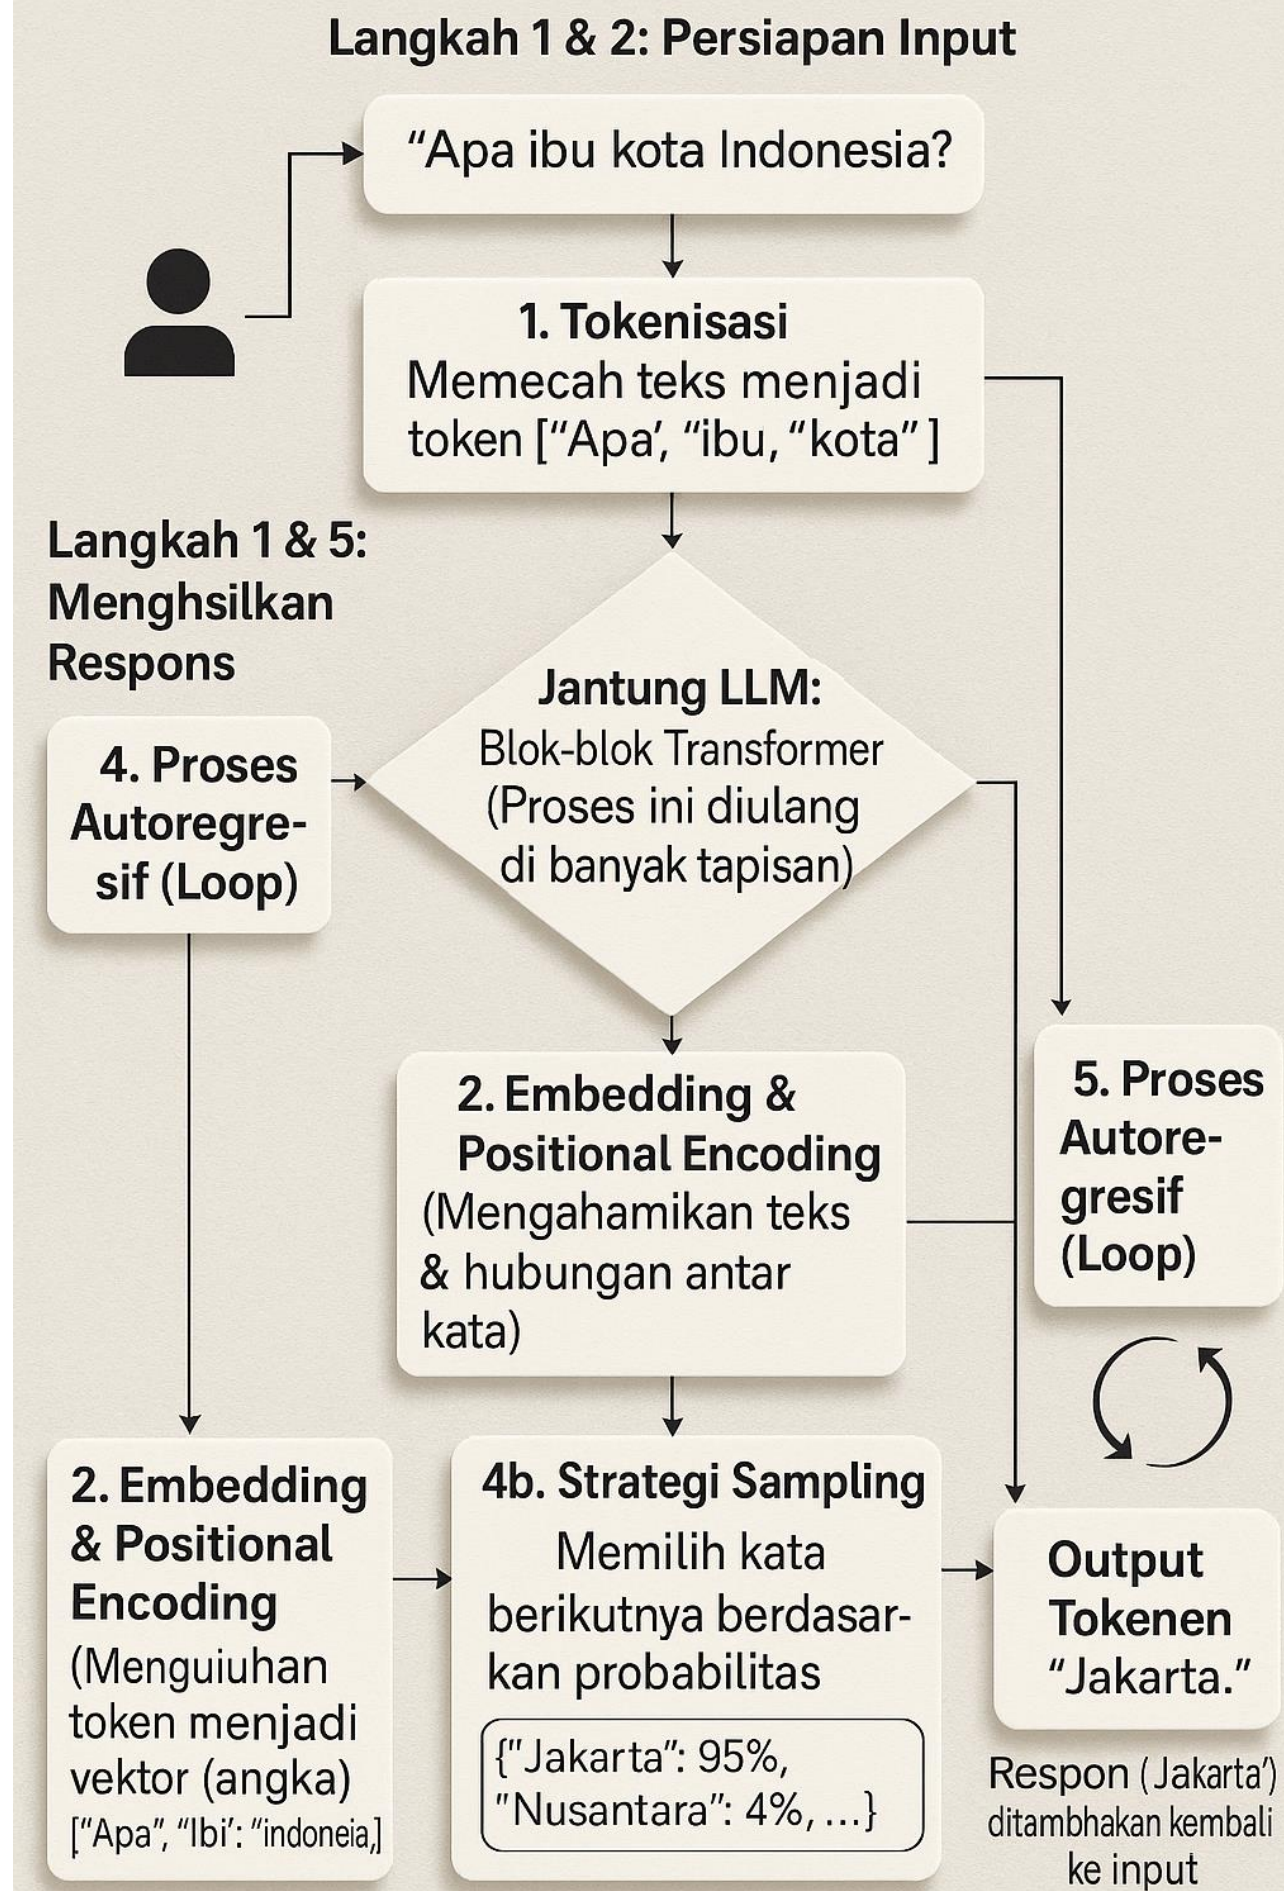 Langkah 1 & 2: Persiapan Input
“Apa ibu kota Indonesia?
1. Tokenisasi
Memecah teks menjadi
token [“Apa’, “ibu, “kota” ]
Langkah 1 & 5:
Menghsilkan
Respons
4. Proses
Autoregre-
sif (Loop)
Jantung LLM:
Blok-blok Transformer
(Proses ini diulang
di banyak tapisan)
2. Embedding &
Positional Encoding
(Mengahamikan teks
& hubungan antar
kata)
5. Proses
Autore-
gresif
(Loop)
2. Embedding
& Positional
Encoding
(Menguiuhan
token menjadi
vektor (angka)
[“Apa”, “Ibi’: “indoneia,]
4b. Strategi Sampling
Memilih kata
berikutnya berdasar-
kan probabilitas
{"Jakarta": 95%,
"Nusantara": 4%, ...}
Output
Tokenen
“Jakarta.”
Respon (Jakarta’)
ditambhakan kembali
ke input